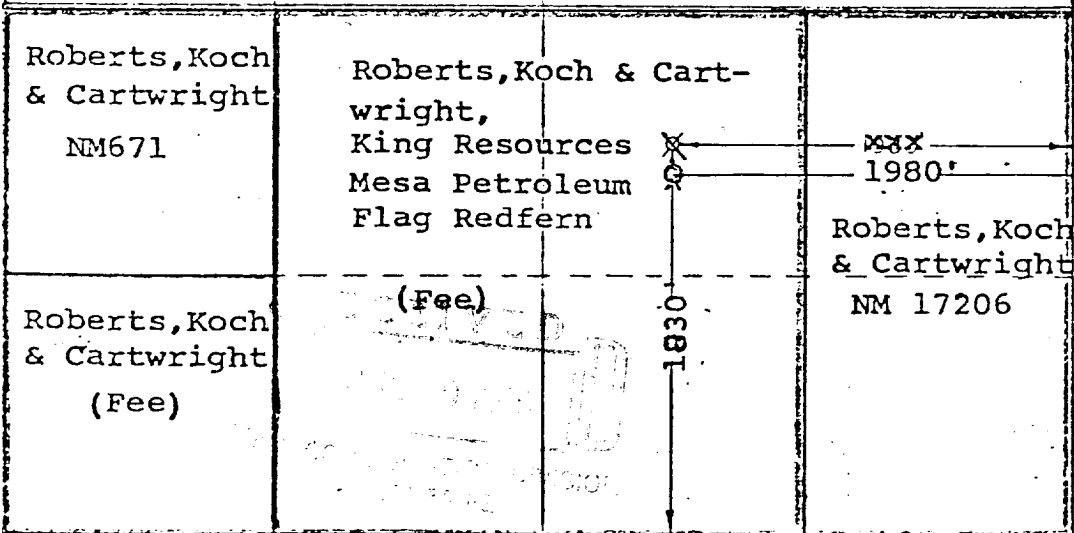 Roberts,Koch
& Cartwright
NM671
Roberts,Koch & Cart-
wright,
King Resources
Mesa Petroleum
Flag Redfern
(Fee)
1980'
1830'
Roberts,Koch
& Cartwright
NM 17206
Roberts,Koch
& Cartwright
(Fee)